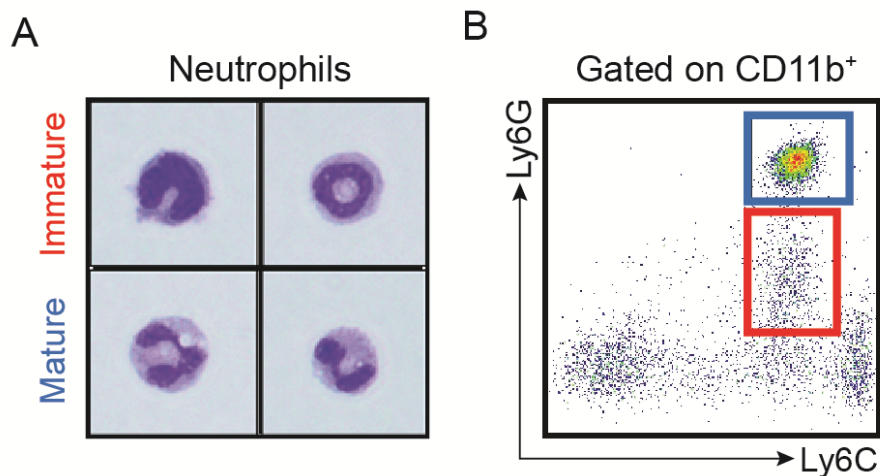 A
Neutrophils
Immature
Mature
B
Gated on CD11b⁺
Ly6G
Ly6C